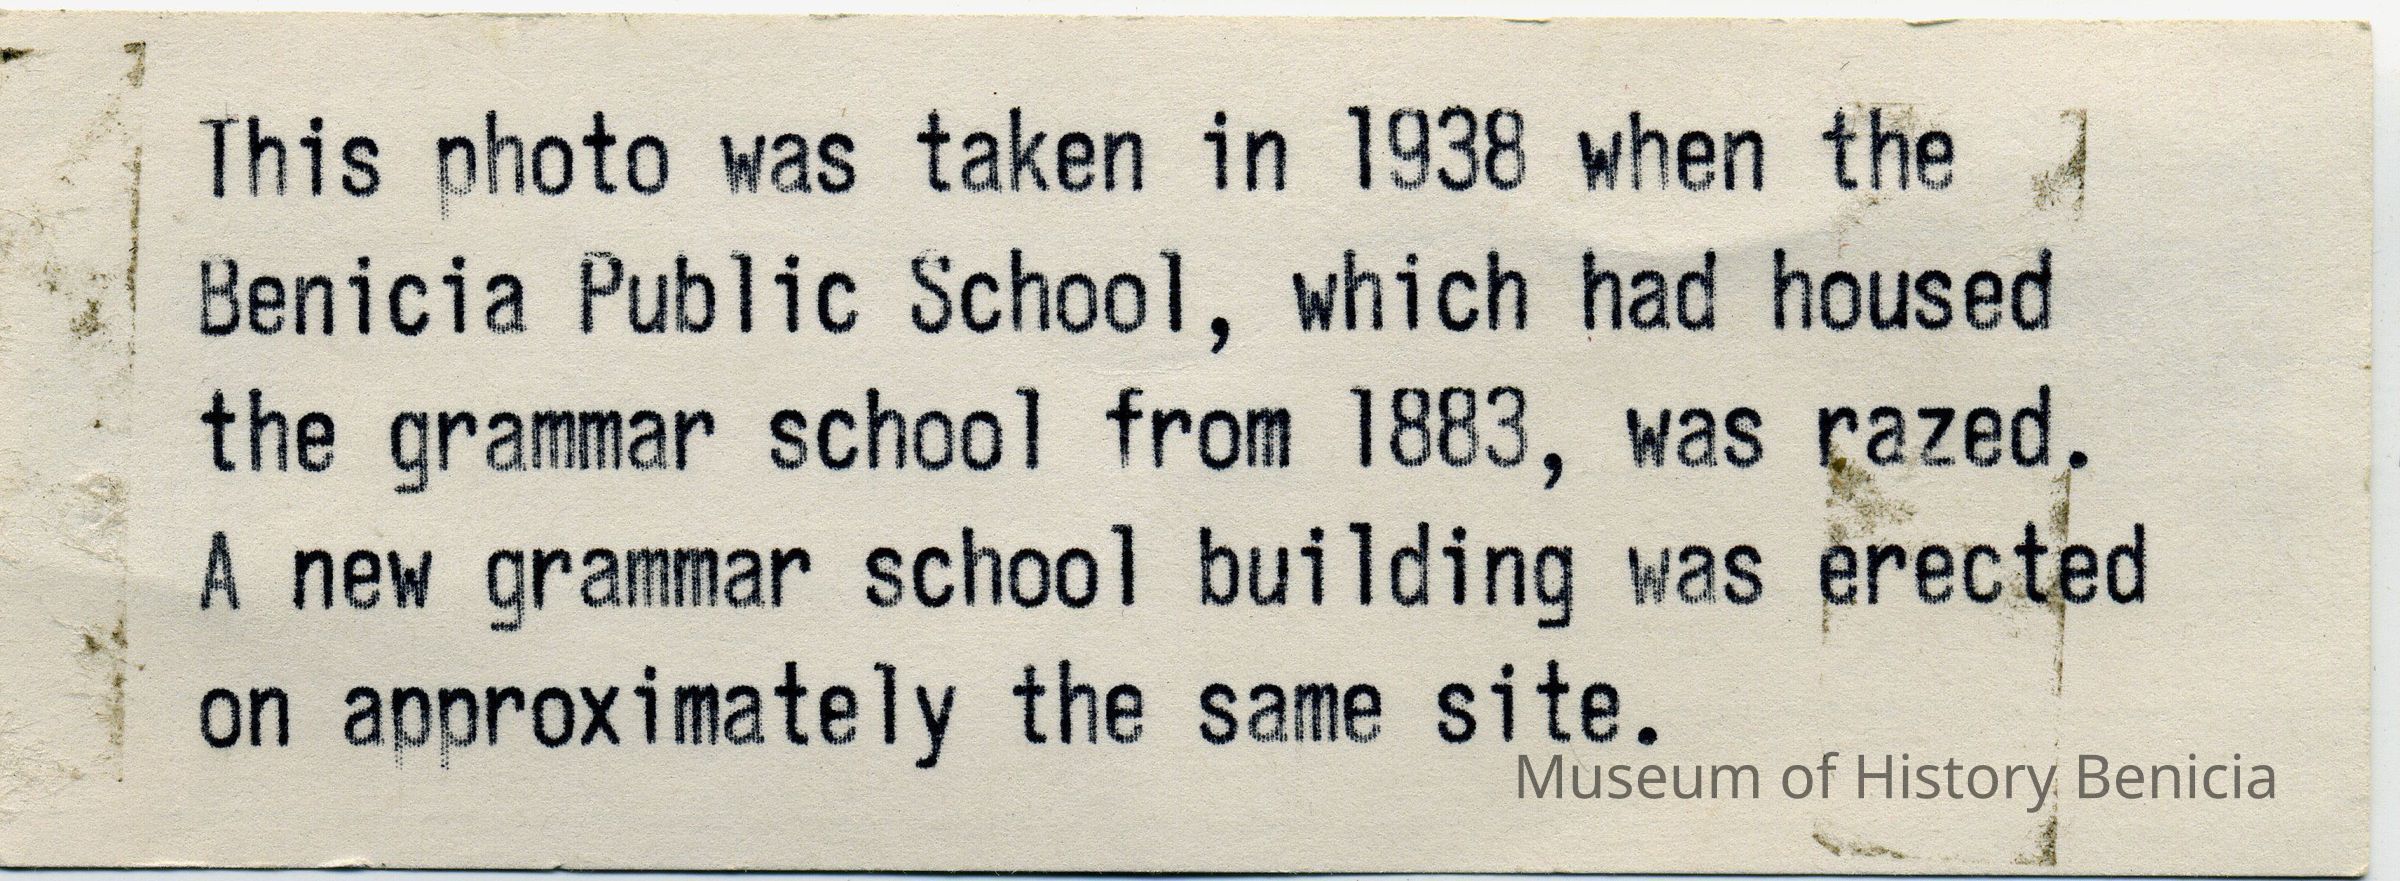 This photo was taken in 1938 when the
Benicia Public School, which had housed
the grammar school from 1883, was razed.
A new grammar school building was erected
on approximately the same site.
Museum of History Benicia